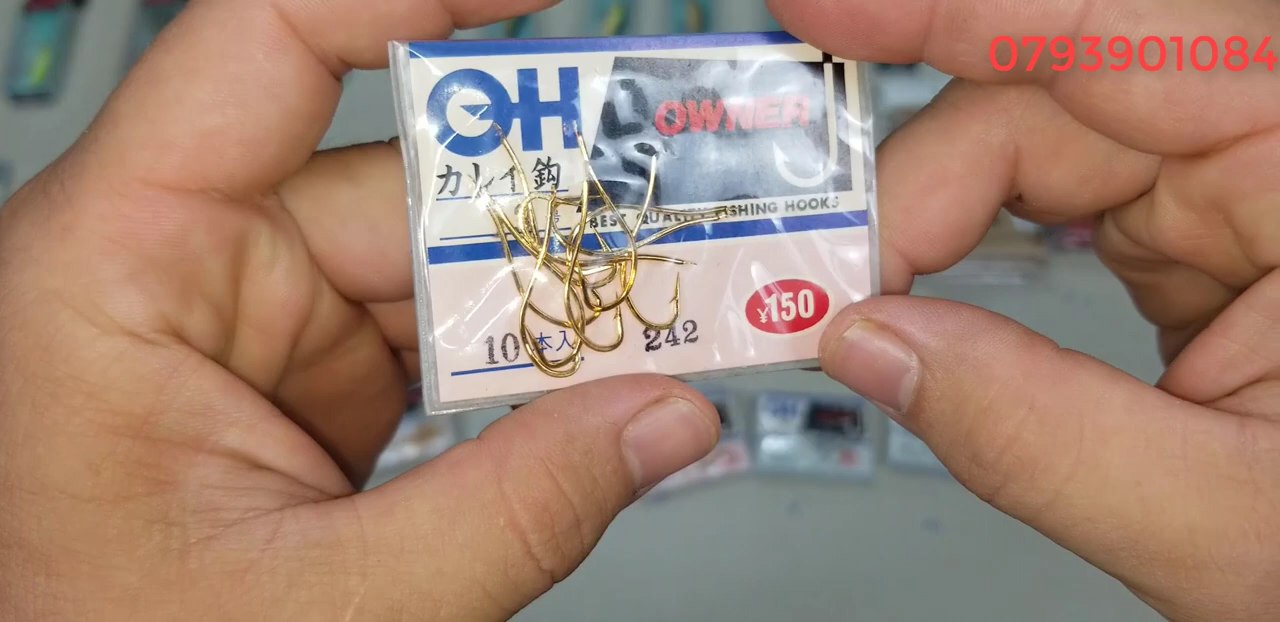 0793901084
OH
OWNER
カレイ鈎
BEST QUALITY FISHING HOOKS
¥150
10本入
242